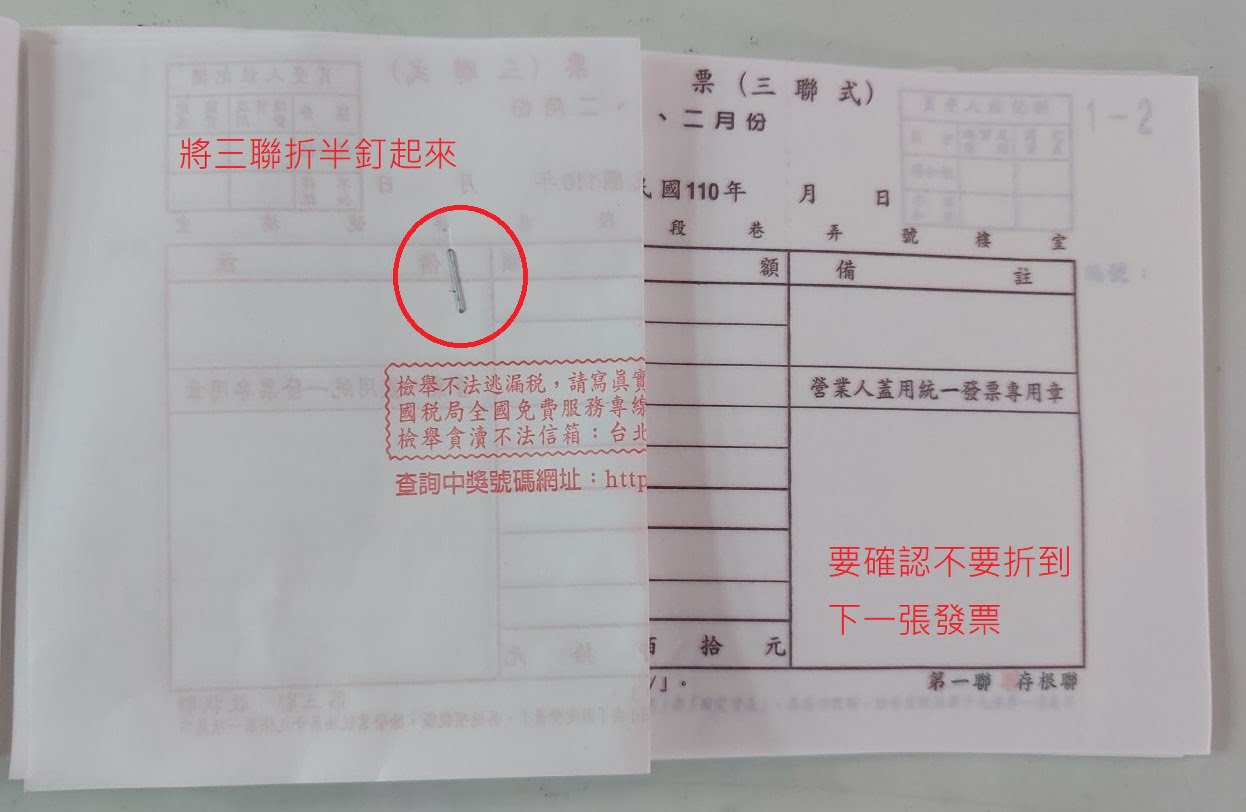 票（三聯式）
、二月份
1-2
將三聯折半釘起來
民國110年　月　日
段　巷　弄　號　樓　室
額　備　註
檢舉不法逃漏稅，請寫真實
國稅局全國免費服務專線
檢舉貪瀆不法信箱：台北
查詢中獎號碼網址：http
營業人蓋用統一發票專用章
要確認不要折到
下一張發票
佰　拾　元
」。
第一聯　存根聯